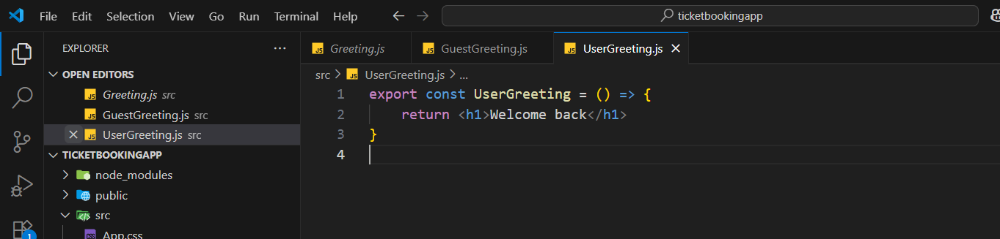 File Edit Selection View Go Run Terminal Help ticketbookingapp
EXPLORER ...
OPEN EDITORS
JS Greeting.js src
JS GuestGreeting.js src
JS UserGreeting.js src
TICKETBOOKINGAPP
node_modules
public
src
App.css
1
JS Greeting.js JS GuestGreeting.js JS UserGreeting.js
src > JS UserGreeting.js > ...
1 export const UserGreeting = () => {
2 return <h1>Welcome back</h1>
3 }
4